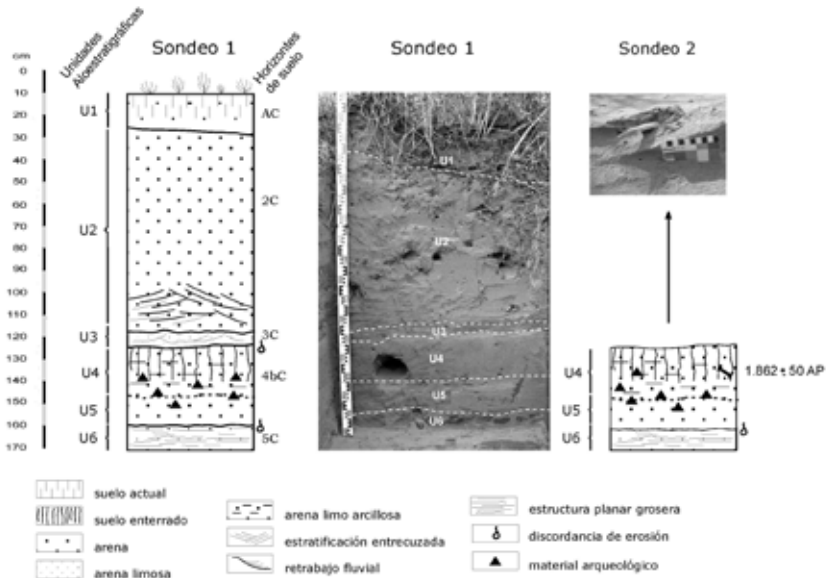 Sondeo 1
Sondeo 1
Sondeo 2
cm
Unidades
Aloestratigráficas
Horizontes
de suelo
0
10
20
30
40
50
60
70
80
90
100
110
120
130
140
150
160
170
U1
U2
U3
U4
U5
U6
AC
2C
3C
4bC
5C
U1
U2
U3
U4
U5
U6
U4
U5
U6
1.862 ± 50 AP
suelo actual
suelo enterrado
arena
arena limosa
arena limo arcillosa
estratificación entrecuzada
retrabajo fluvial
estructura planar grosera
discordancia de erosión
material arqueológico